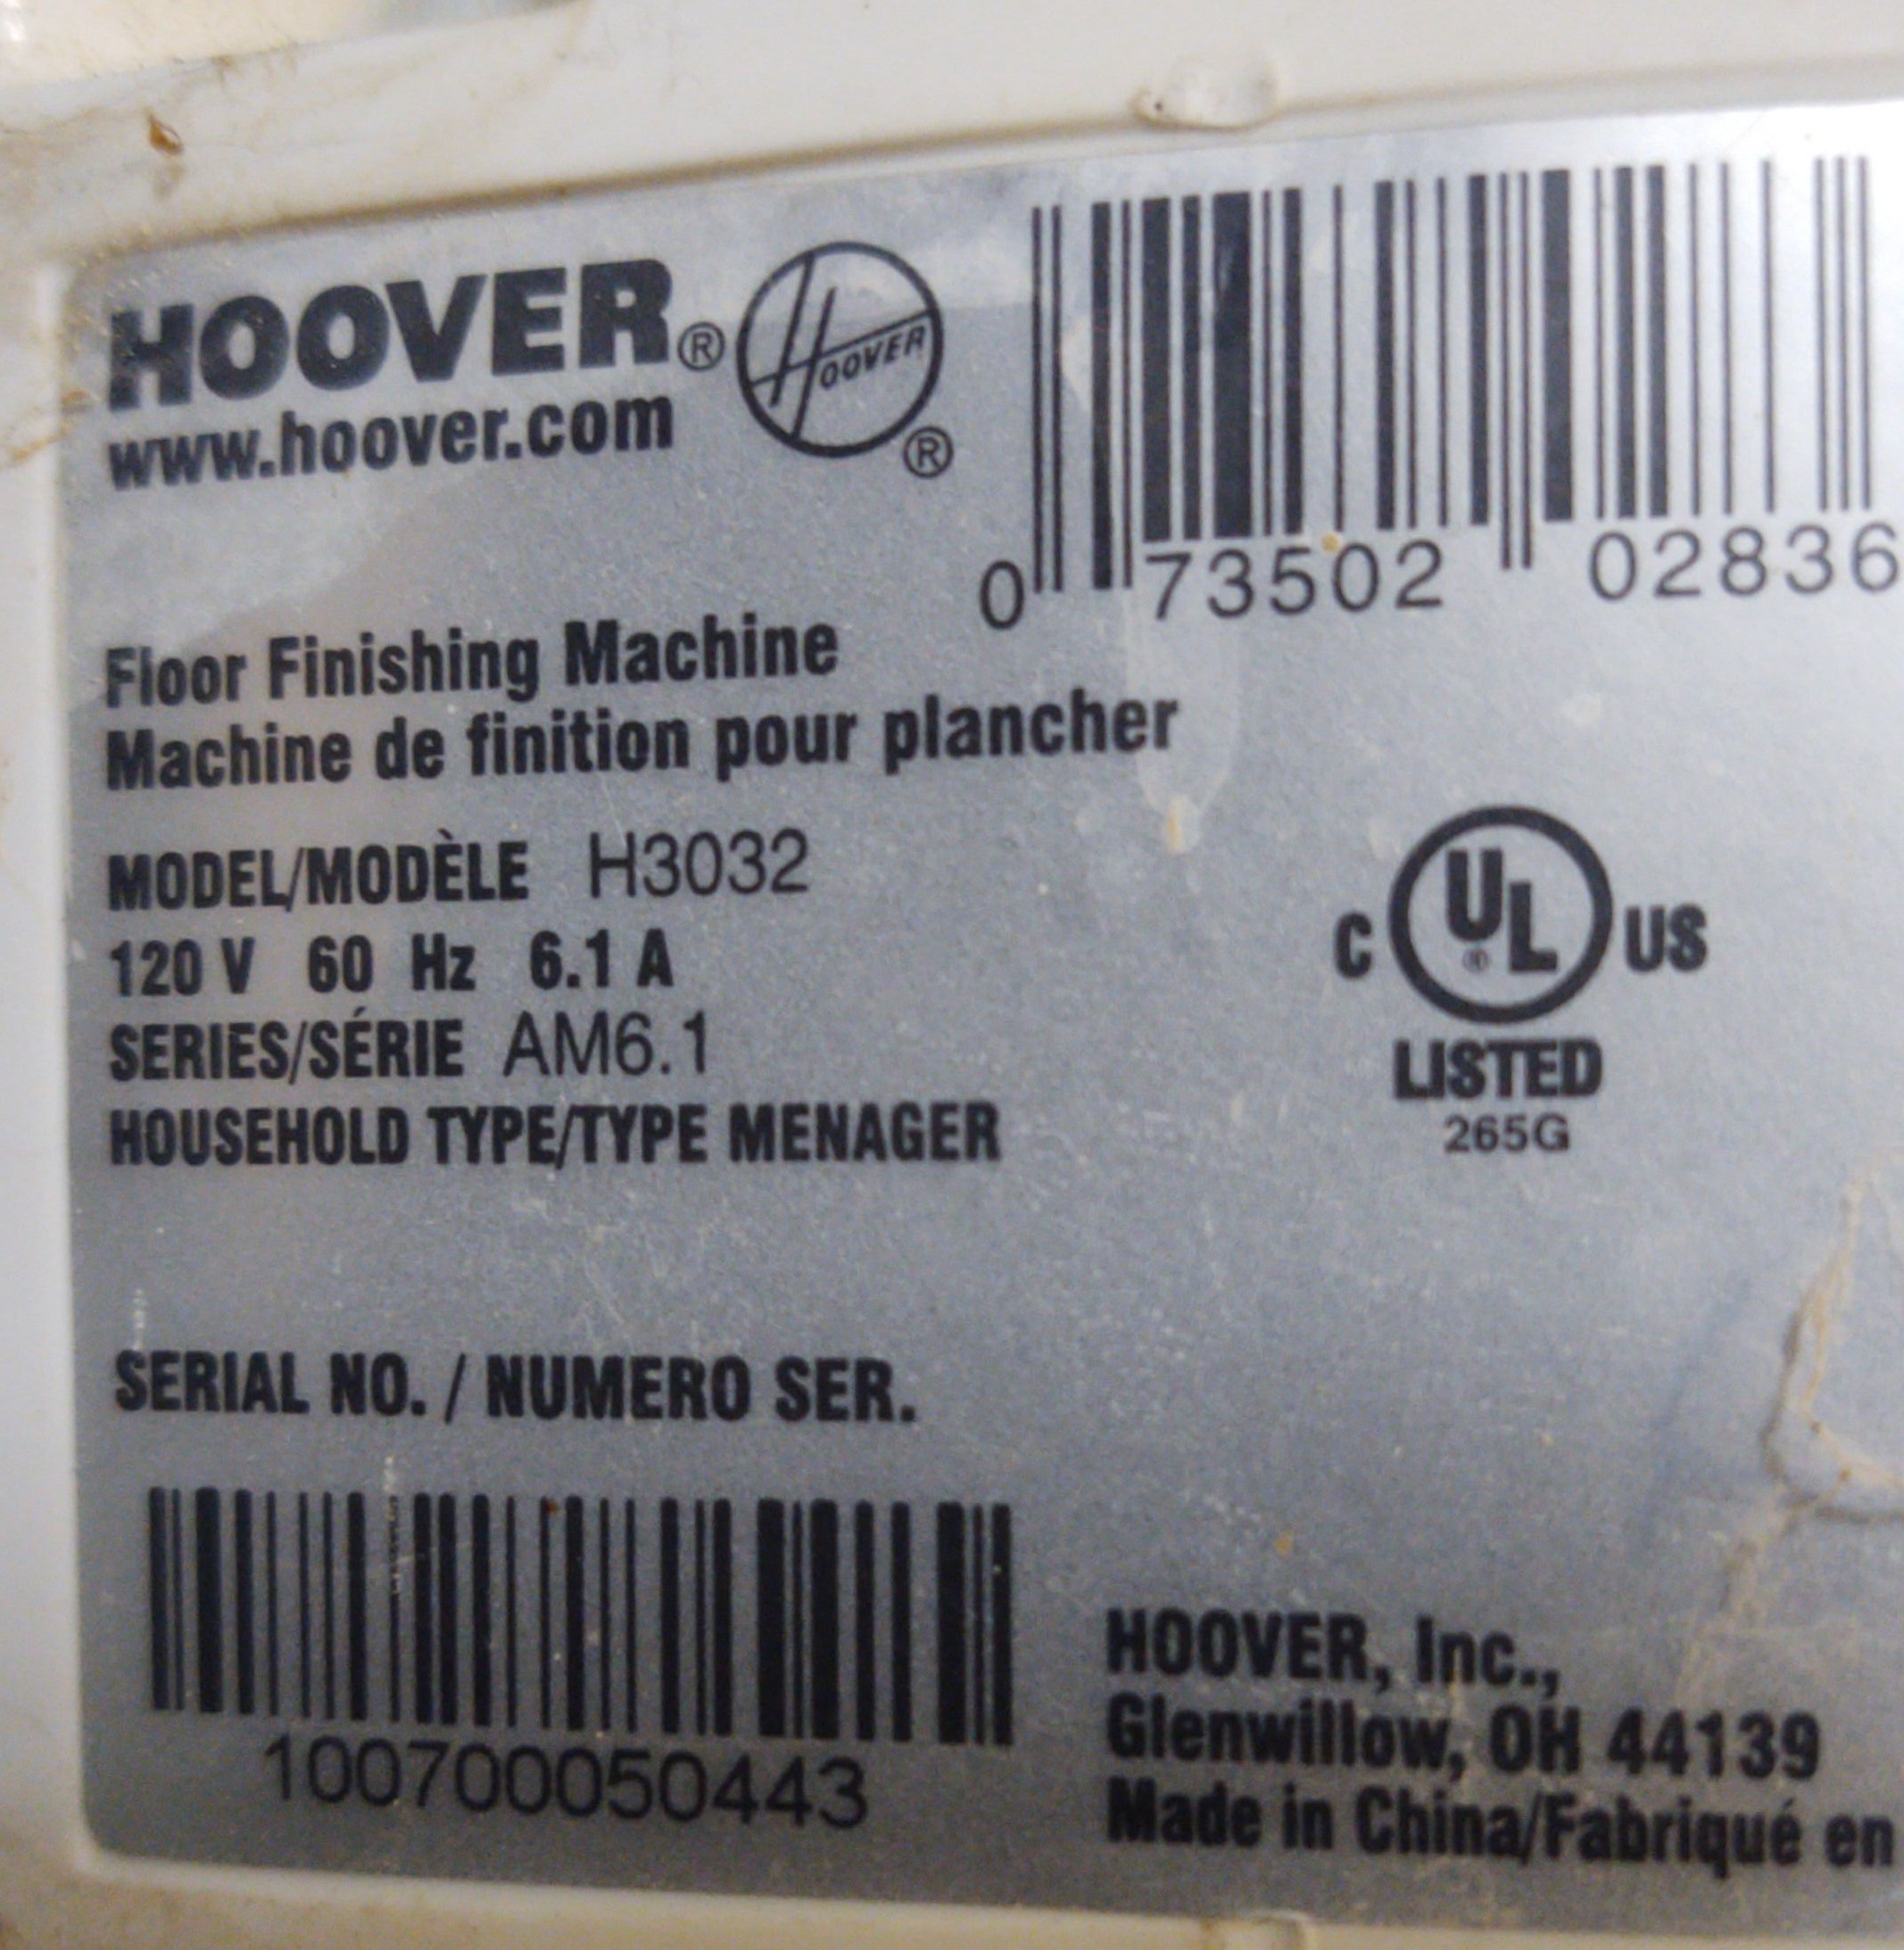 HOOVER®
HOOVER
®
www.hoover.com
0 73502 02836
Floor Finishing Machine
Machine de finition pour plancher
MODEL/MODÈLE H3032
120 V 60 Hz 6.1 A
SERIES/SÉRIE AM6.1
HOUSEHOLD TYPE/TYPE MENAGER
C UL® US
LISTED
265G
SERIAL NO. / NUMERO SER.
100700050443
HOOVER, Inc.,
Glenwillow, OH 44139
Made in China/Fabriqué en